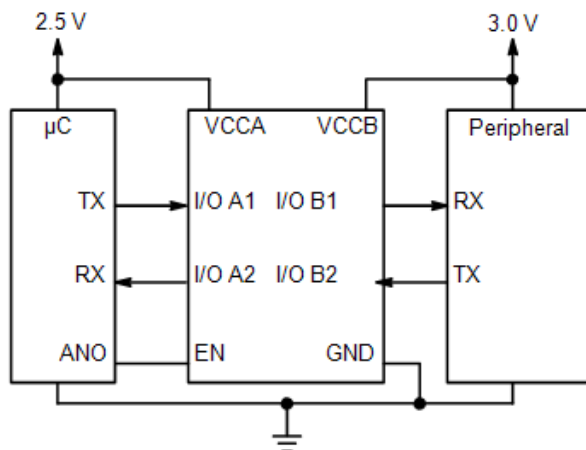 2.5 V 3.0 V
µC VCCA VCCB Peripheral
TX I/O A1 I/O B1 RX
RX I/O A2 I/O B2 TX
ANO EN GND